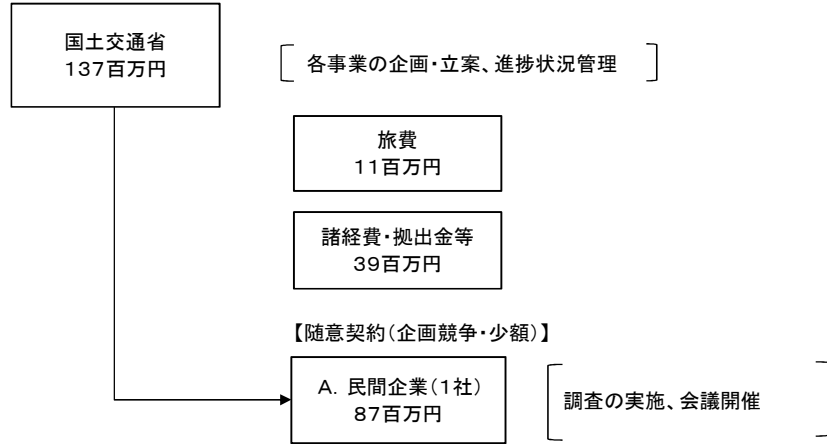 国土交通省
137百万円
各事業の企画・立案、進捗状況管理
旅費
11百万円
諸経費・拠出金等
39百万円
【随意契約(企画競争・少額)】
A. 民間企業(1社)
87百万円
調査の実施、会議開催